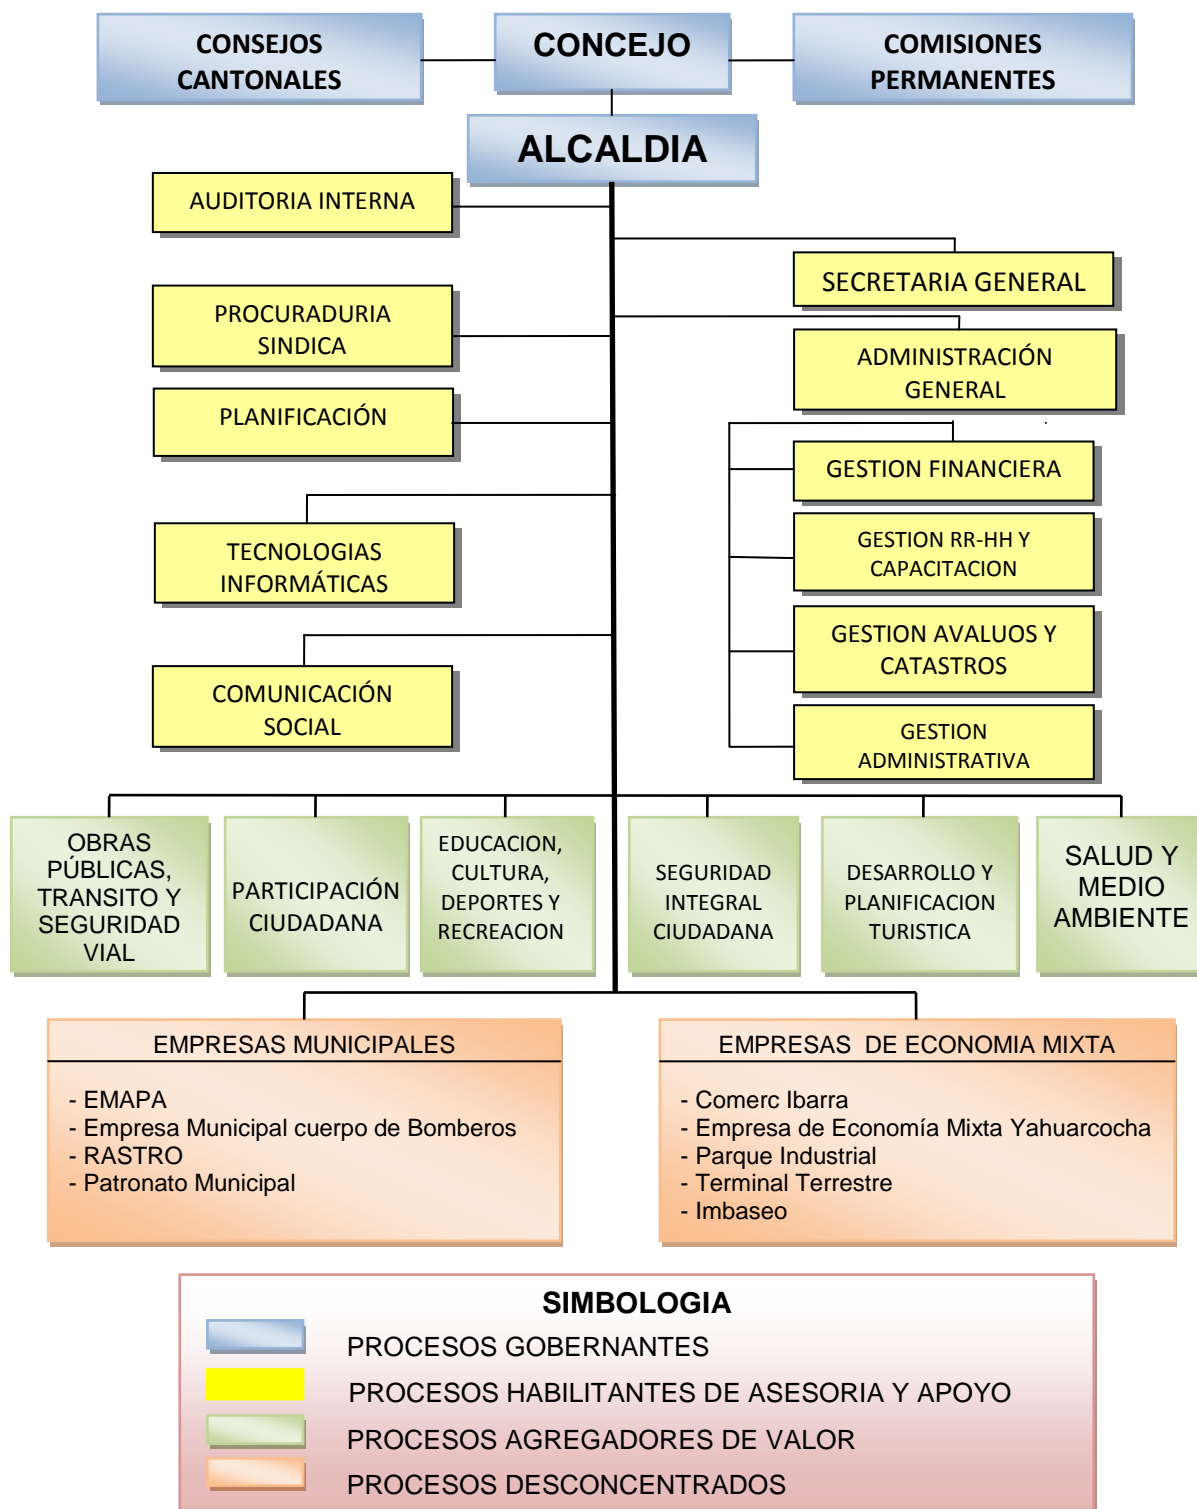 CONSEJOS
CANTONALES
CONCEJO
COMISIONES
PERMANENTES
ALCALDIA
AUDITORIA INTERNA
SECRETARIA GENERAL
PROCURADURIA
SINDICA
ADMINISTRACIÓN
GENERAL
PLANIFICACIÓN
GESTION FINANCIERA
TECNOLOGIAS
INFORMÁTICAS
GESTION RR-HH Y
CAPACITACION
GESTION AVALUOS Y
CATASTROS
COMUNICACIÓN
SOCIAL
GESTION
ADMINISTRATIVA
OBRAS
PÚBLICAS,
TRANSITO Y
SEGURIDAD
VIAL
PARTICIPACIÓN
CIUDADANA
EDUCACION,
CULTURA,
DEPORTES Y
RECREACION
SEGURIDAD
INTEGRAL
CIUDADANA
DESARROLLO Y
PLANIFICACION
TURISTICA
SALUD Y
MEDIO
AMBIENTE
EMPRESAS MUNICIPALES
- EMAPA
- Empresa Municipal cuerpo de Bomberos
- RASTRO
- Patronato Municipal
EMPRESAS  DE ECONOMIA MIXTA
- Comerc Ibarra
- Empresa de Economía Mixta Yahuarcocha
- Parque Industrial
- Terminal Terrestre
- Imbaseo
SIMBOLOGIA
PROCESOS GOBERNANTES
PROCESOS HABILITANTES DE ASESORIA Y APOYO
PROCESOS AGREGADORES DE VALOR
PROCESOS DESCONCENTRADOS